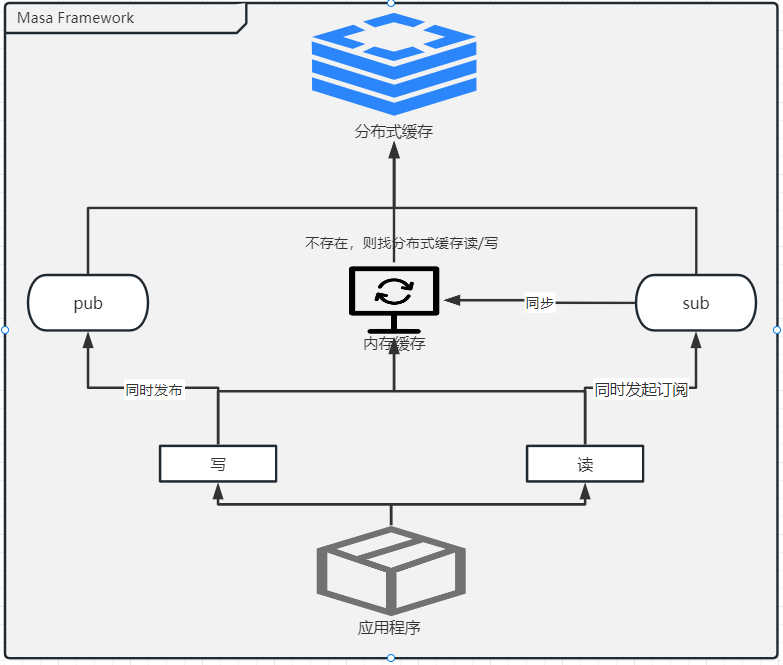 Masa Framework
分布式缓存
不存在，则找分布式缓存读/写
pub
同步
sub
内存缓存
同时发布
同时发起订阅
写
读
应用程序